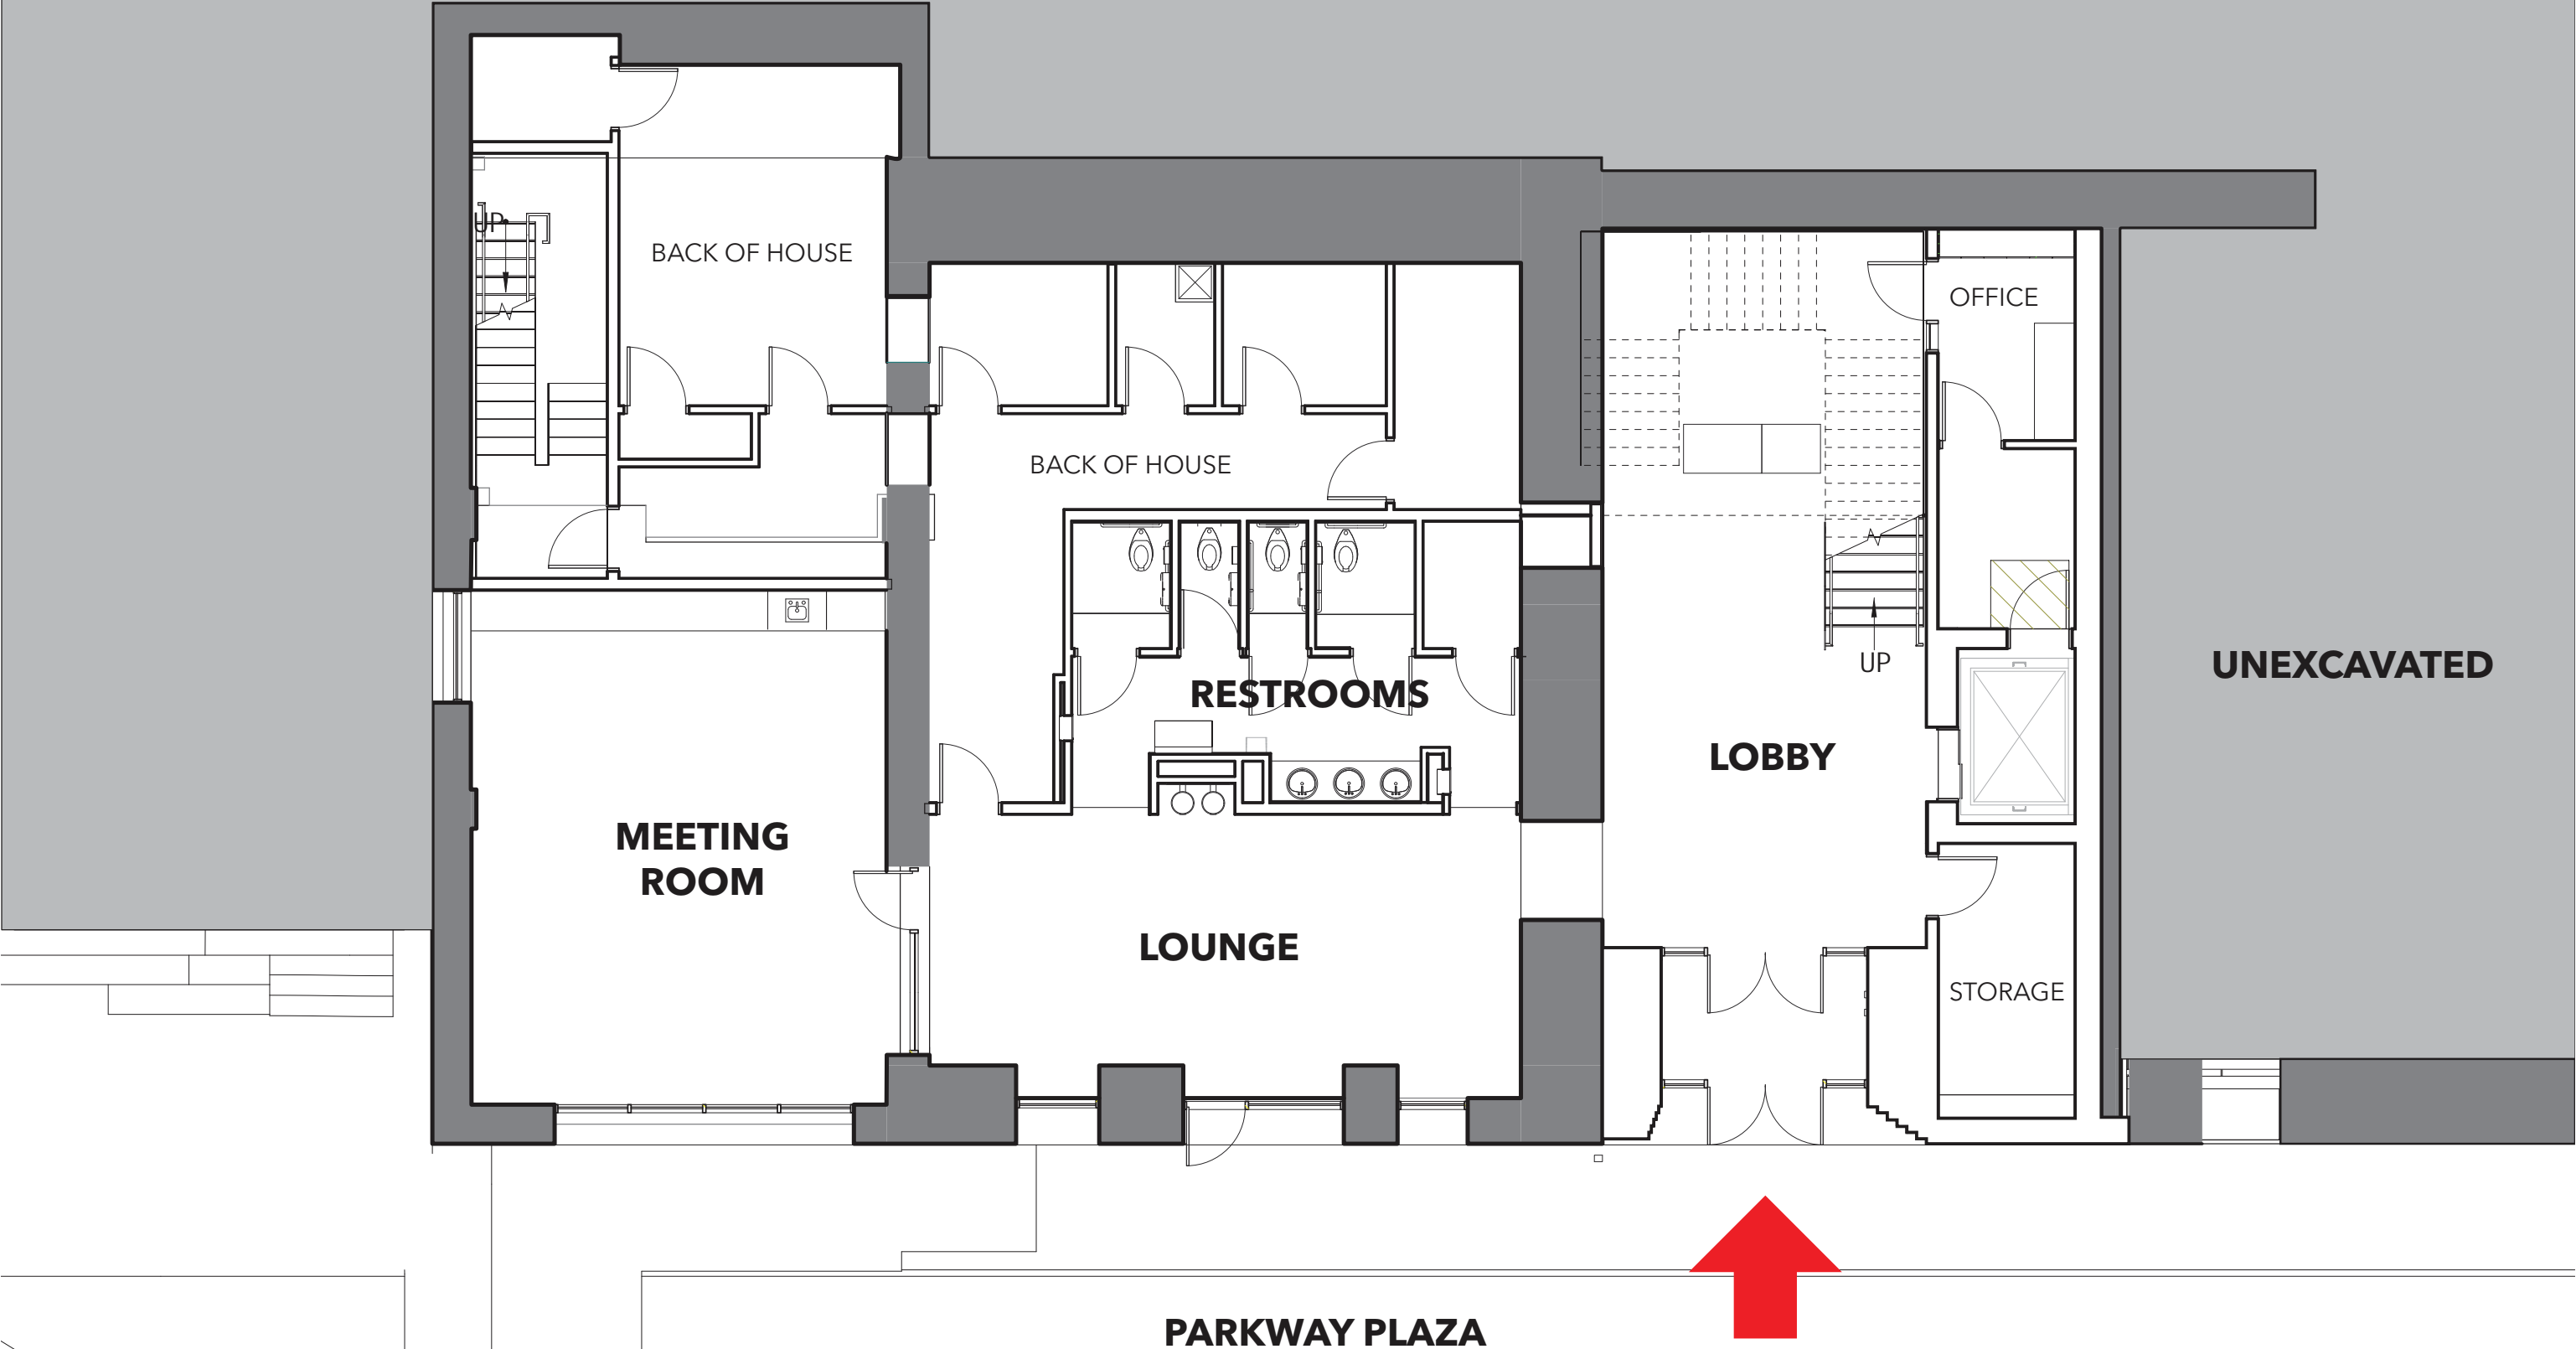 UP
BACK OF HOUSE
OFFICE
BACK OF HOUSE
UP
UNEXCAVATED
RESTROOMS
LOBBY
MEETING
ROOM
LOUNGE
STORAGE
PARKWAY PLAZA